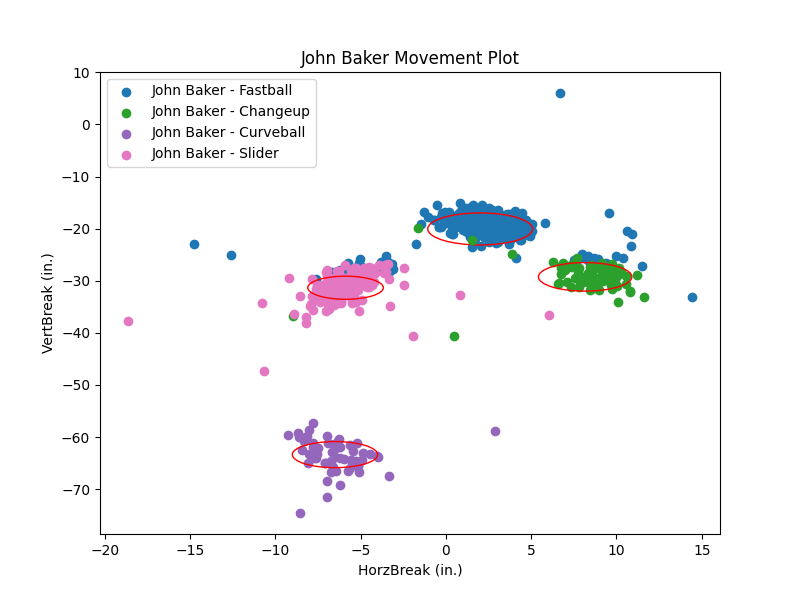 John Baker Movement Plot
John Baker - Fastball
John Baker - Changeup
John Baker - Curveball
John Baker - Slider
VertBreak (in.)
10
0
−10
−20
−30
−40
−50
−60
−70
−20
−15
−10
−5
0
5
10
15
HorzBreak (in.)